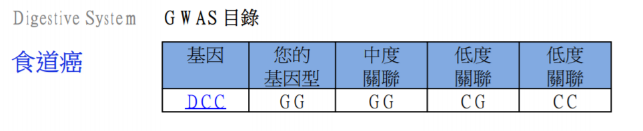 Digestive System GWAS目錄
食道癌
基因 您的 中度 低度 低度
基因型 關聯 關聯 關聯
DCC GG GG CG CC